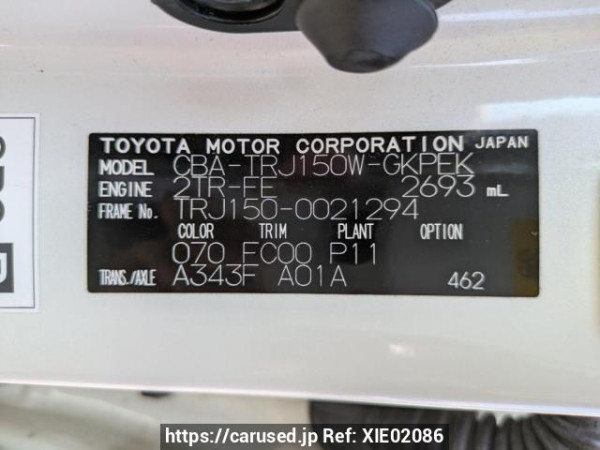 TOYOTA MOTOR CORPORATION JAPAN
MODEL CBA-TRJ150W-GKPEK
ENGINE 2TR-FE 2693 mL
FRAME No. TRJ150-0021294
COLOR TRIM PLANT OPTION
070 FC00 P11
TRANS./AXLE A343F A01A 462
https://carused.jp Ref: XIE02086